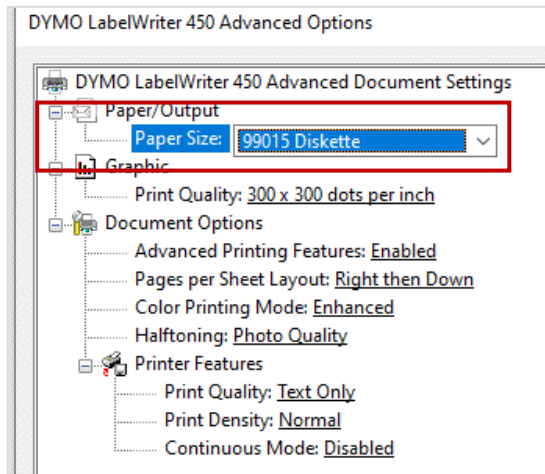 DYMO LabelWriter 450 Advanced Options
DYMO LabelWriter 450 Advanced Document Settings
Paper/Output
Paper Size: 99015 Diskette
Graphic
Print Quality: 300 x 300 dots per inch
Document Options
Advanced Printing Features: Enabled
Pages per Sheet Layout: Right then Down
Color Printing Mode: Enhanced
Halftoning: Photo Quality
Printer Features
Print Quality: Text Only
Print Density: Normal
Continuous Mode: Disabled